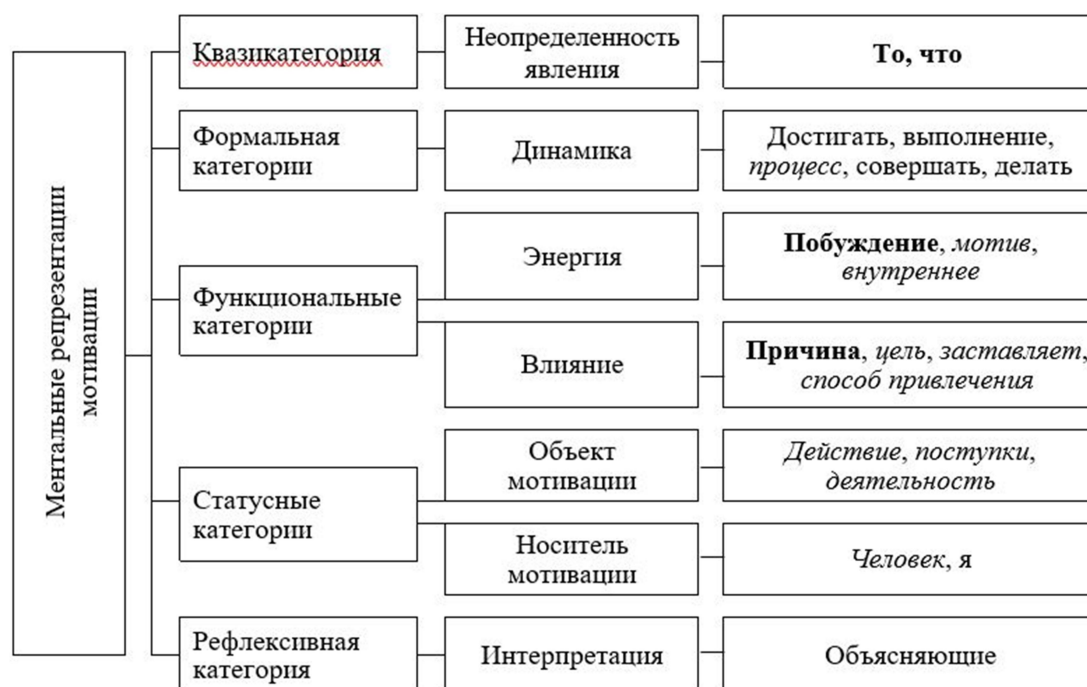 Ментальные репрезентации
мотивации
Квазикатегория
Неопределенность
явления
То, что
Формальная
категории
Динамика
Достигать, выполнение,
процесс, совершать, делать
Функциональные
категории
Энергия
Побуждение, мотив,
внутреннее
Влияние
Причина, цель, заставляет,
способ привлечения
Статусные
категории
Объект
мотивации
Действие, поступки,
деятельность
Носитель
мотивации
Человек, я
Рефлексивная
категория
Интерпретация
Объясняющие